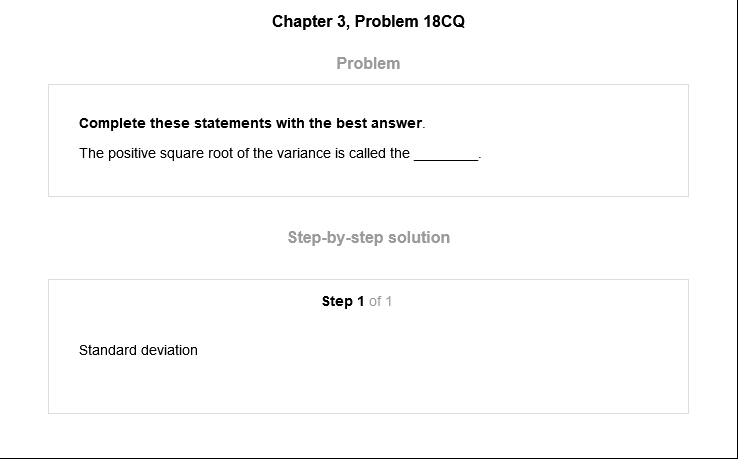 Chapter 3, Problem 18CQ
Problem
Complete these statements with the best answer.
The positive square root of the variance is called the ________.
Step-by-step solution
Step 1 of 1
Standard deviation